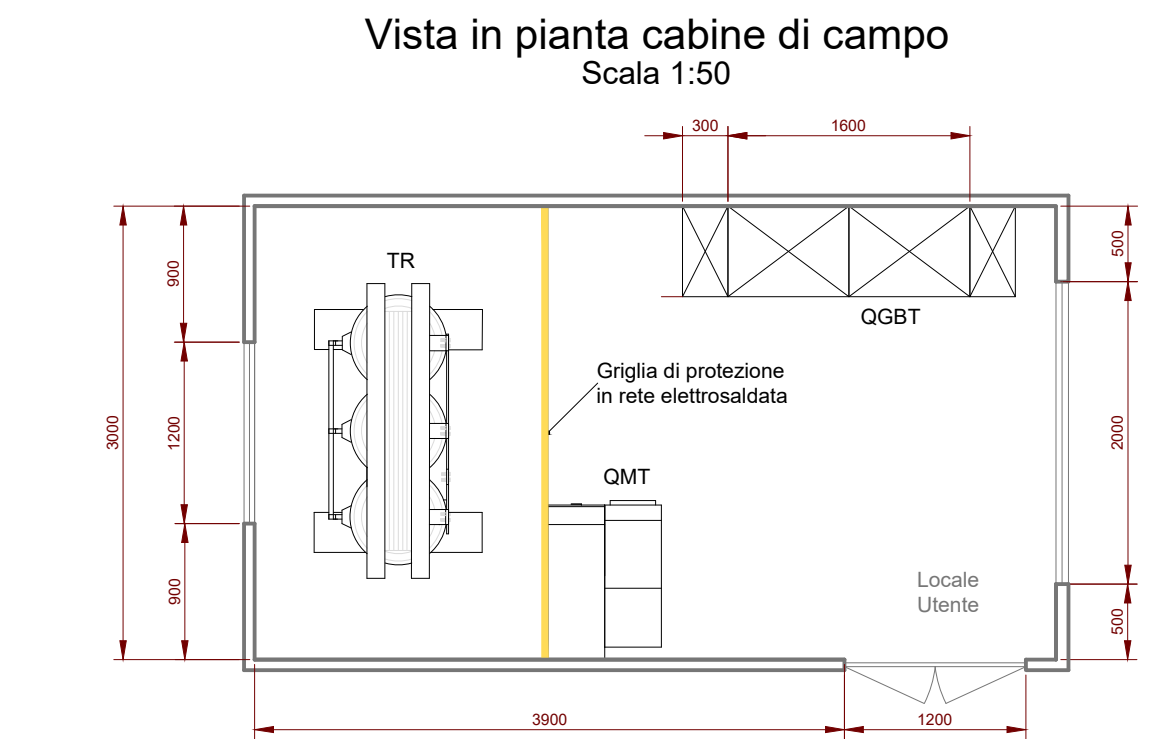 Vista in pianta cabine di campo
Scala 1:50
300
1600
900
500
TR
QGBT
Griglia di protezione
in rete elettrosaldata
3000
1200
2000
QMT
900
Locale
Utente
500
3900
1200